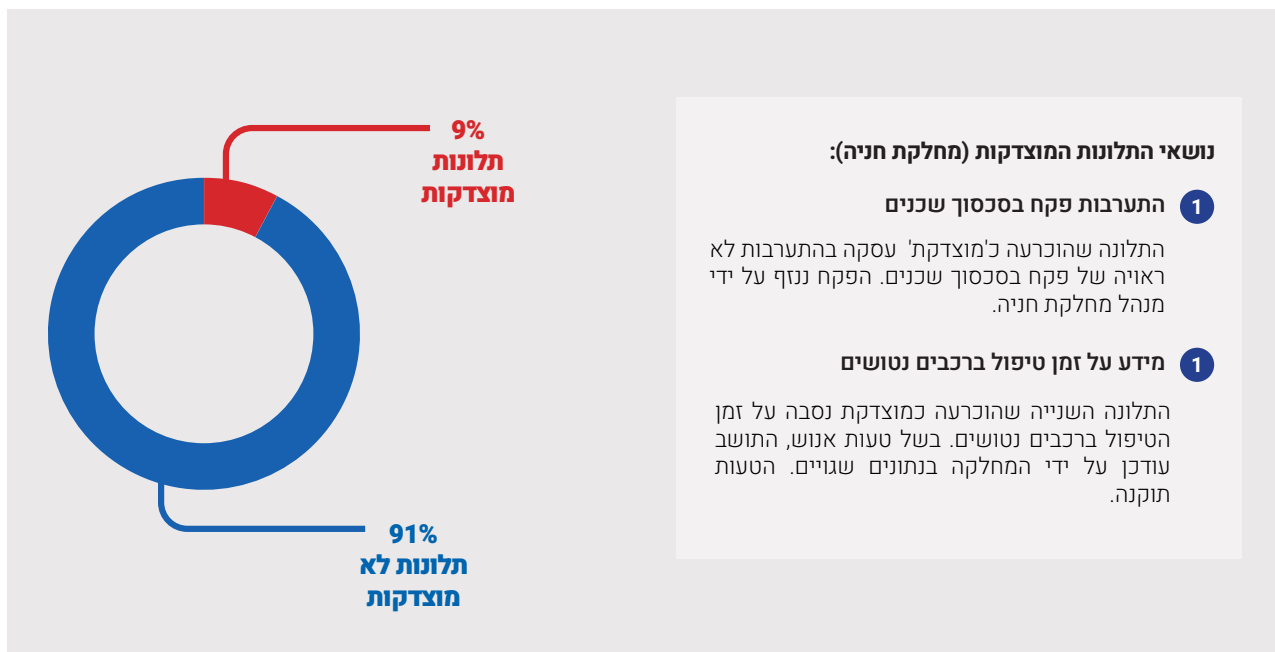 נושאי התלונות המוצדקות (מחלקת חניה):
1 התערבות פקח בסכסוך שכנים
התלונה שהוכרעה כ'מוצדקת' עסקה בהתערבות לא
ראויה של פקח בסכסוך שכנים. הפקח ננזף על ידי
מנהל מחלקת חניה.
1 מידע על זמן טיפול ברכבים נטושים
התלונה השנייה שהוכרעה כמוצדקת נסבה על זמן
הטיפול ברכבים נטושים. בשל טעות אנוש, התושב
עודכן על ידי המחלקה בנתונים שגויים. הטעות
תוקנה.
9%
תלונות
מוצדקות
91%
תלונות לא
מוצדקות